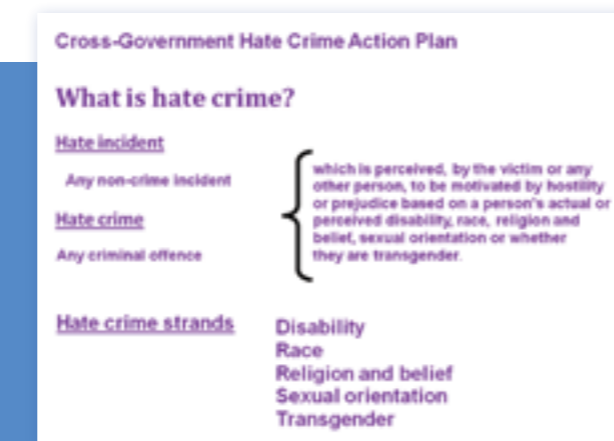 Cross-Government Hate Crime Action Plan
What is hate crime?
Hate incident
Any non-crime incident
Hate crime
Any criminal offence
which is perceived, by the victim or any
other person, to be motivated by hostility
or prejudice based on a person's actual or
perceived disability, race, religion and
belief, sexual orientation or whether
they are transgender.
Hate crime strands
Disability
Race
Religion and belief
Sexual orientation
Transgender